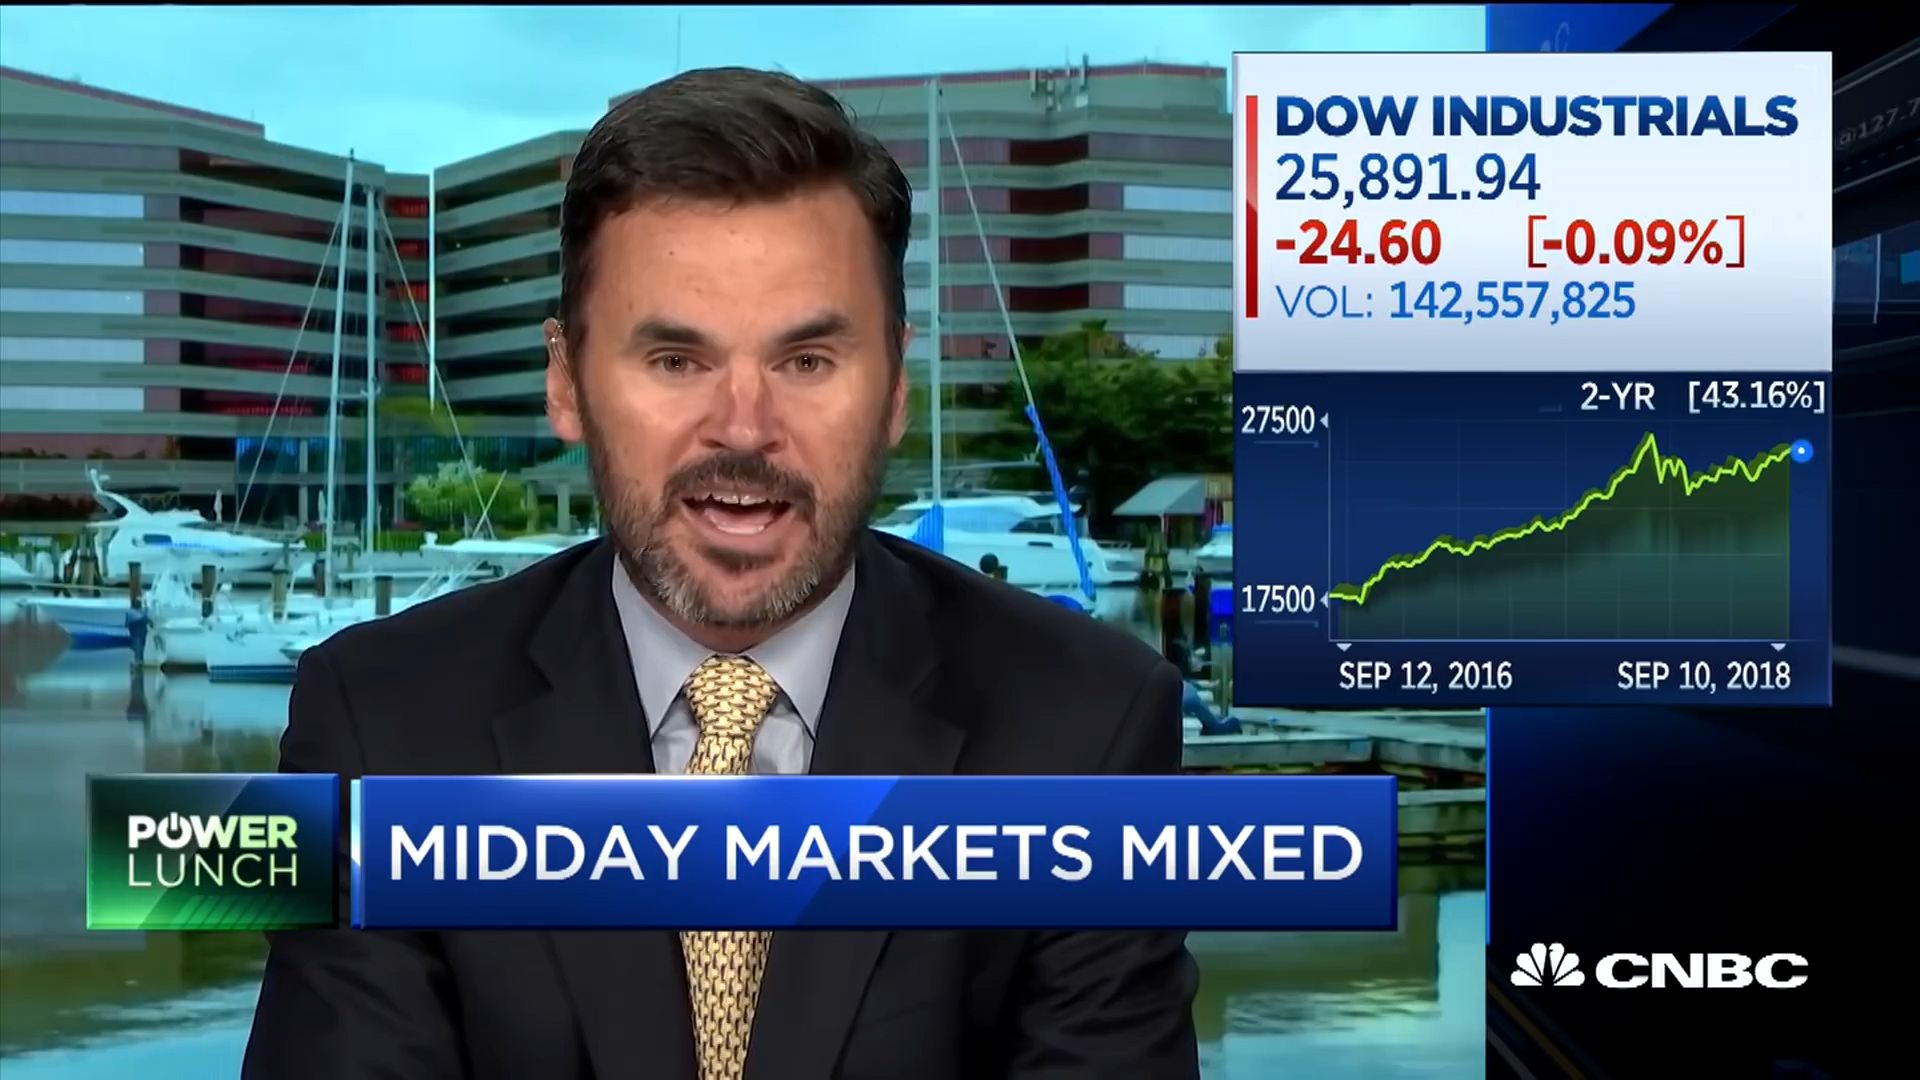 DOW INDUSTRIALS
25,891.94
-24.60 [-0.09%]
VOL: 142,557,825
2-YR [43.16%]
27500
17500
SEP 12, 2016 SEP 10, 2018
POWER
LUNCH
MIDDAY MARKETS MIXED
CNBC